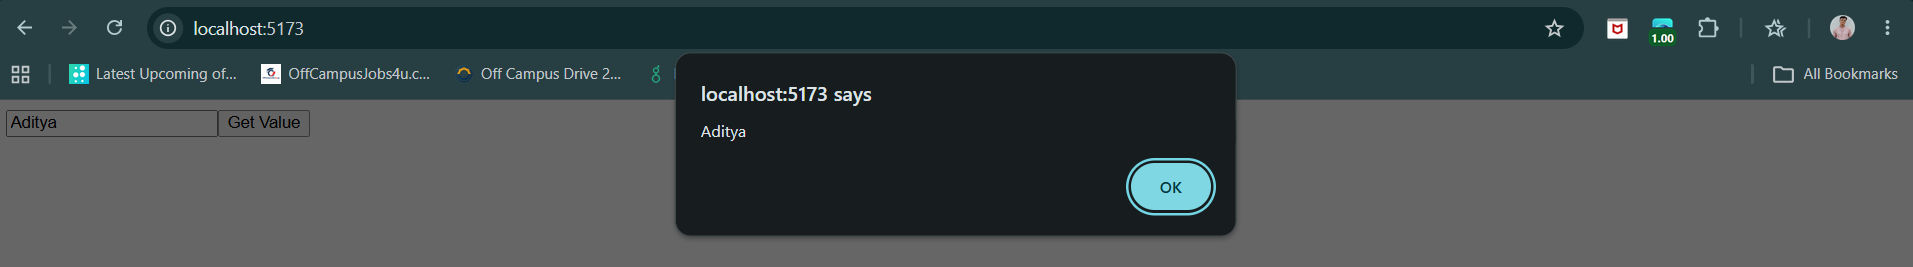 localhost:5173
1.00
Latest Upcoming of...
OffCampusJobs4u.c...
Off Campus Drive 2...
All Bookmarks
localhost:5173 says
Aditya
OK
Aditya
Get Value